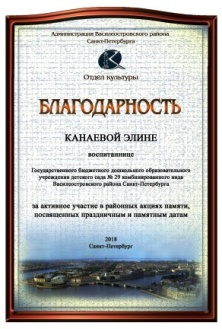 Администрация Василеостровского района
Санкт-Петербурга
Отдел культуры
БЛАГОДАРНОСТЬ
КАНАЕВОЙ ЭЛИНЕ
воспитаннице
Государственного бюджетного дошкольного образовательного
учреждения детского сада № 29 комбинированного вида
Василеостровского района Санкт-Петербурга
за активное участие в районных акциях памяти,
посвященных праздничным и памятным датам
2018
Санкт-Петербург